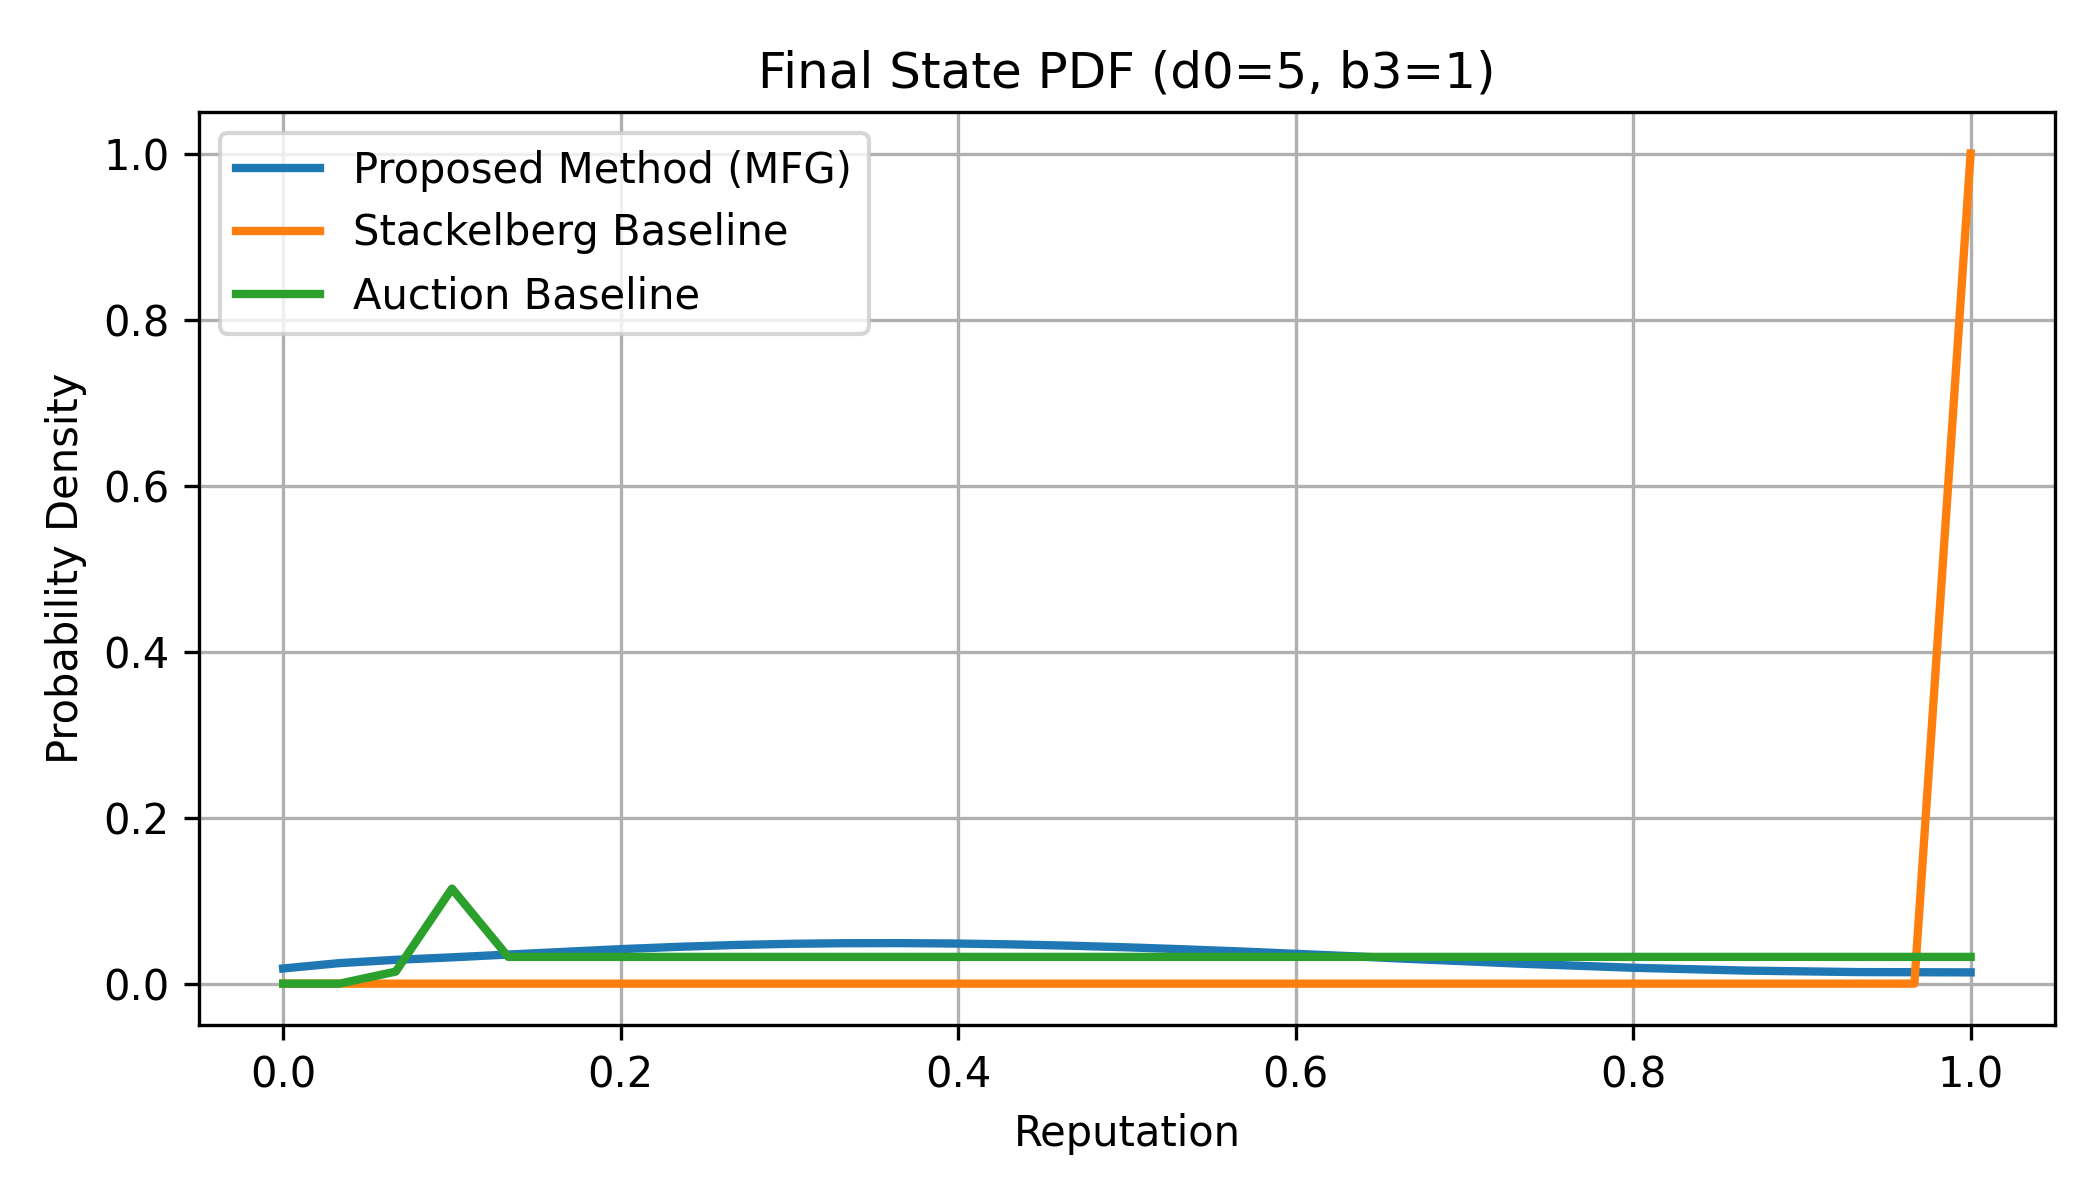 Final State PDF (d0=5, b3=1)
Proposed Method (MFG)
Stackelberg Baseline
Auction Baseline
Probability Density
1.0
0.8
0.6
0.4
0.2
0.0
0.0 0.2 0.4 0.6 0.8 1.0
Reputation